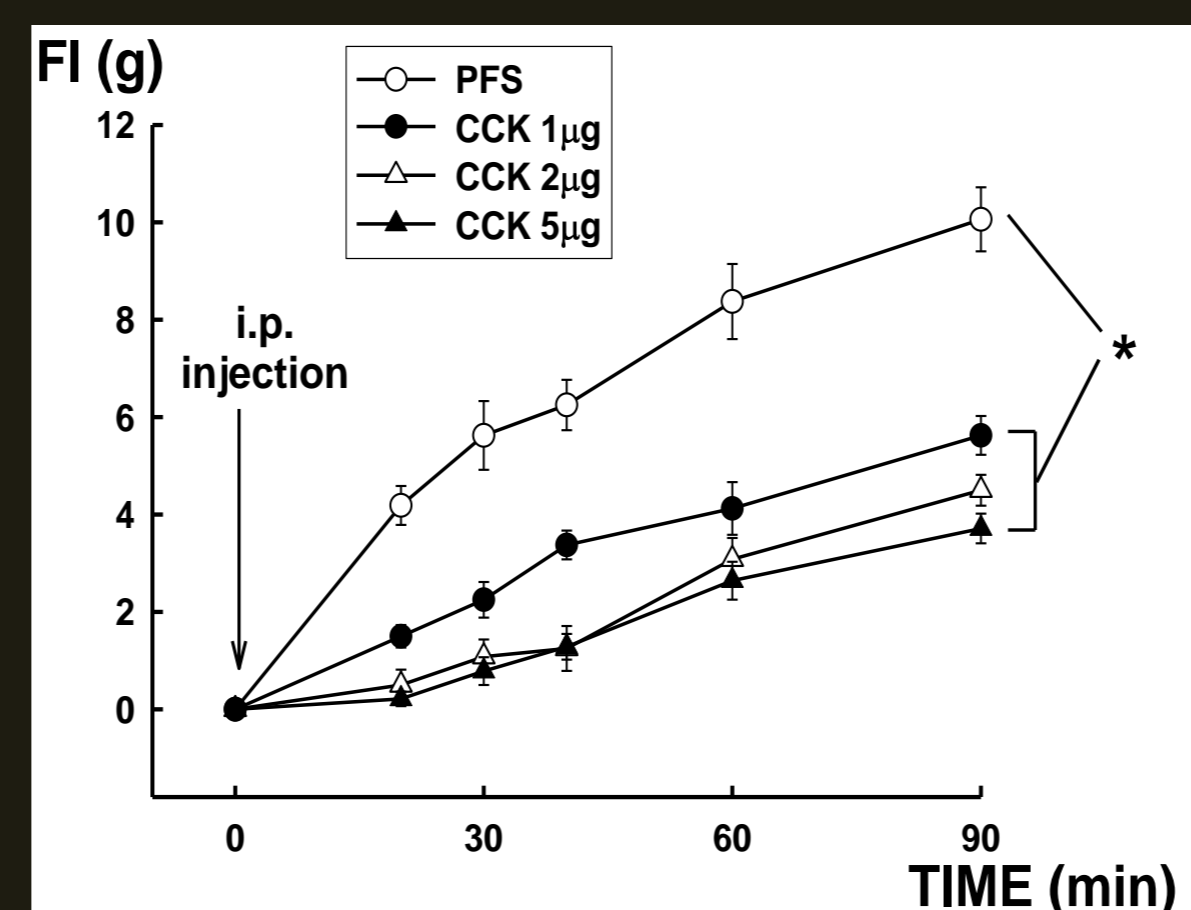 FI (g)
PFS
CCK 1μg
CCK 2μg
CCK 5μg
12
10
8
6
4
2
0
i.p.
injection
*
0 30 60 90
TIME (min)